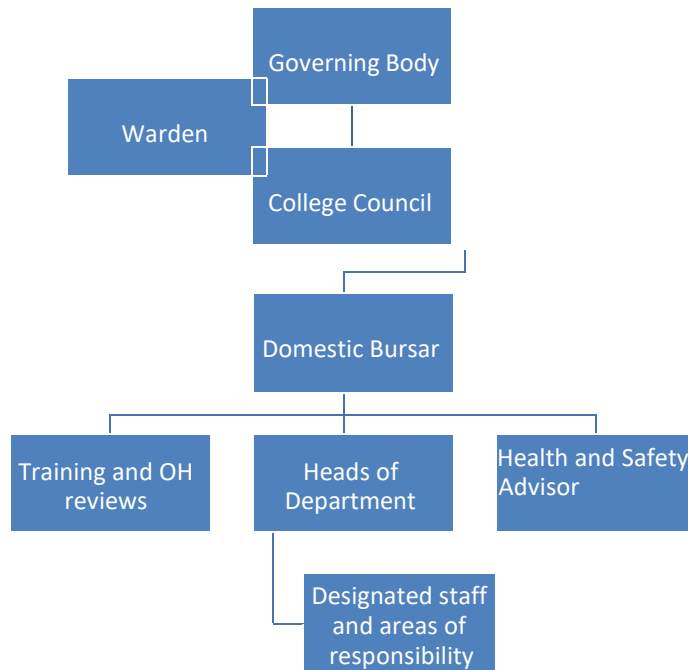 Governing Body
Warden
College Council
Domestic Bursar
Training and OH
reviews
Heads of
Department
Health and Safety
Advisor
Designated staff
and areas of
responsibility